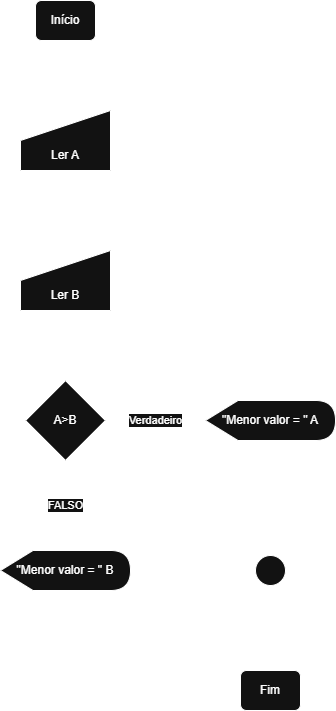 Início
Ler A
Ler B
A>B
Verdadeiro
"Menor valor = " A
FALSO
"Menor valor = " B
Fim